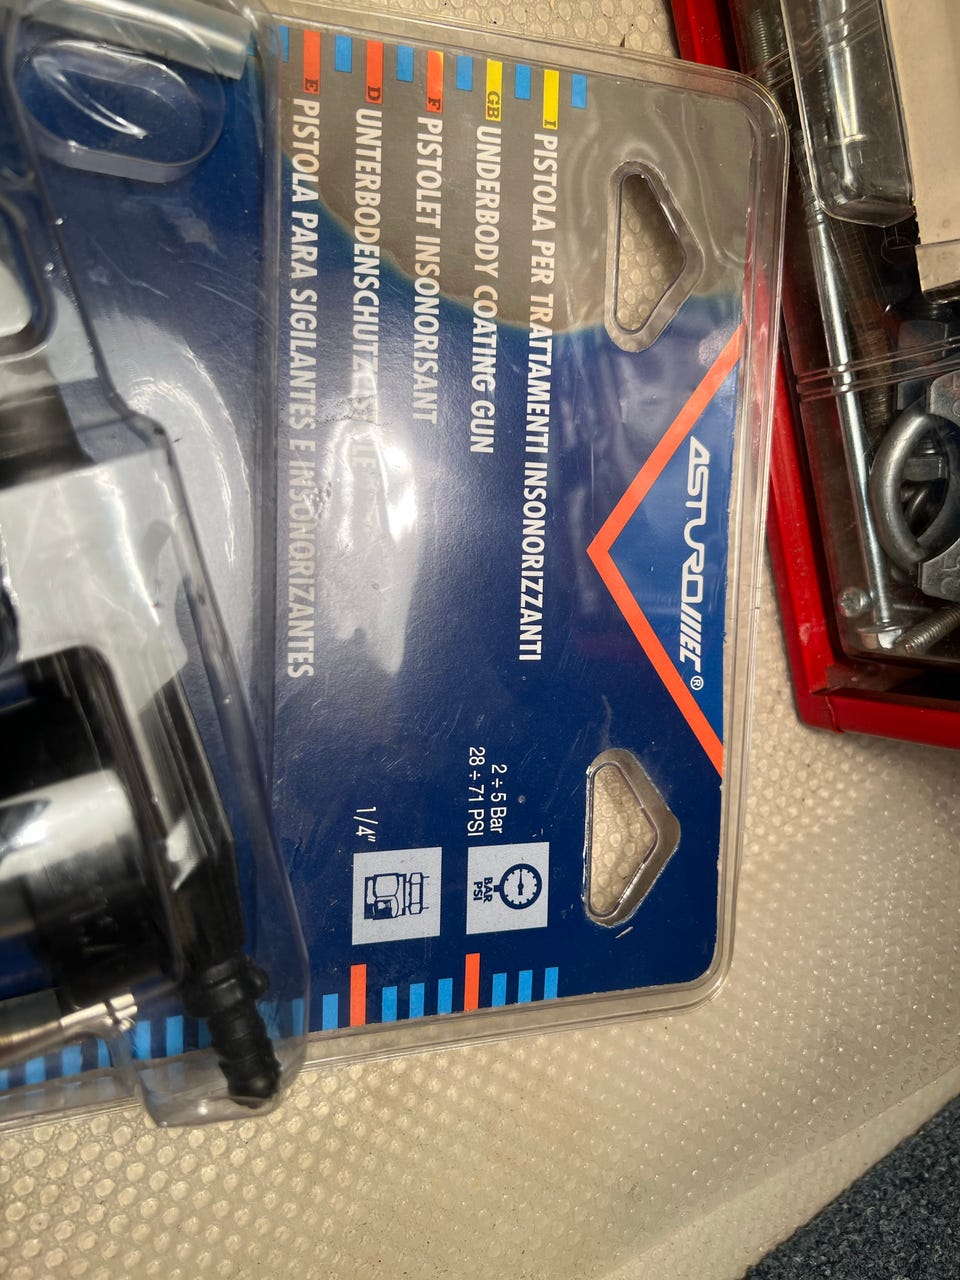 ASTUROMEC®
I PISTOLA PER TRATTAMENTI INSONORIZZANTI
GB UNDERBODY COATING GUN
F PISTOLET INSONORISANT
D UNTERBODENSCHUTZ
E PISTOLA PARA SIGILANTES E INSONORIZANTES
2÷5 Bar
28÷71 PSI
BAR
PSI
1/4"